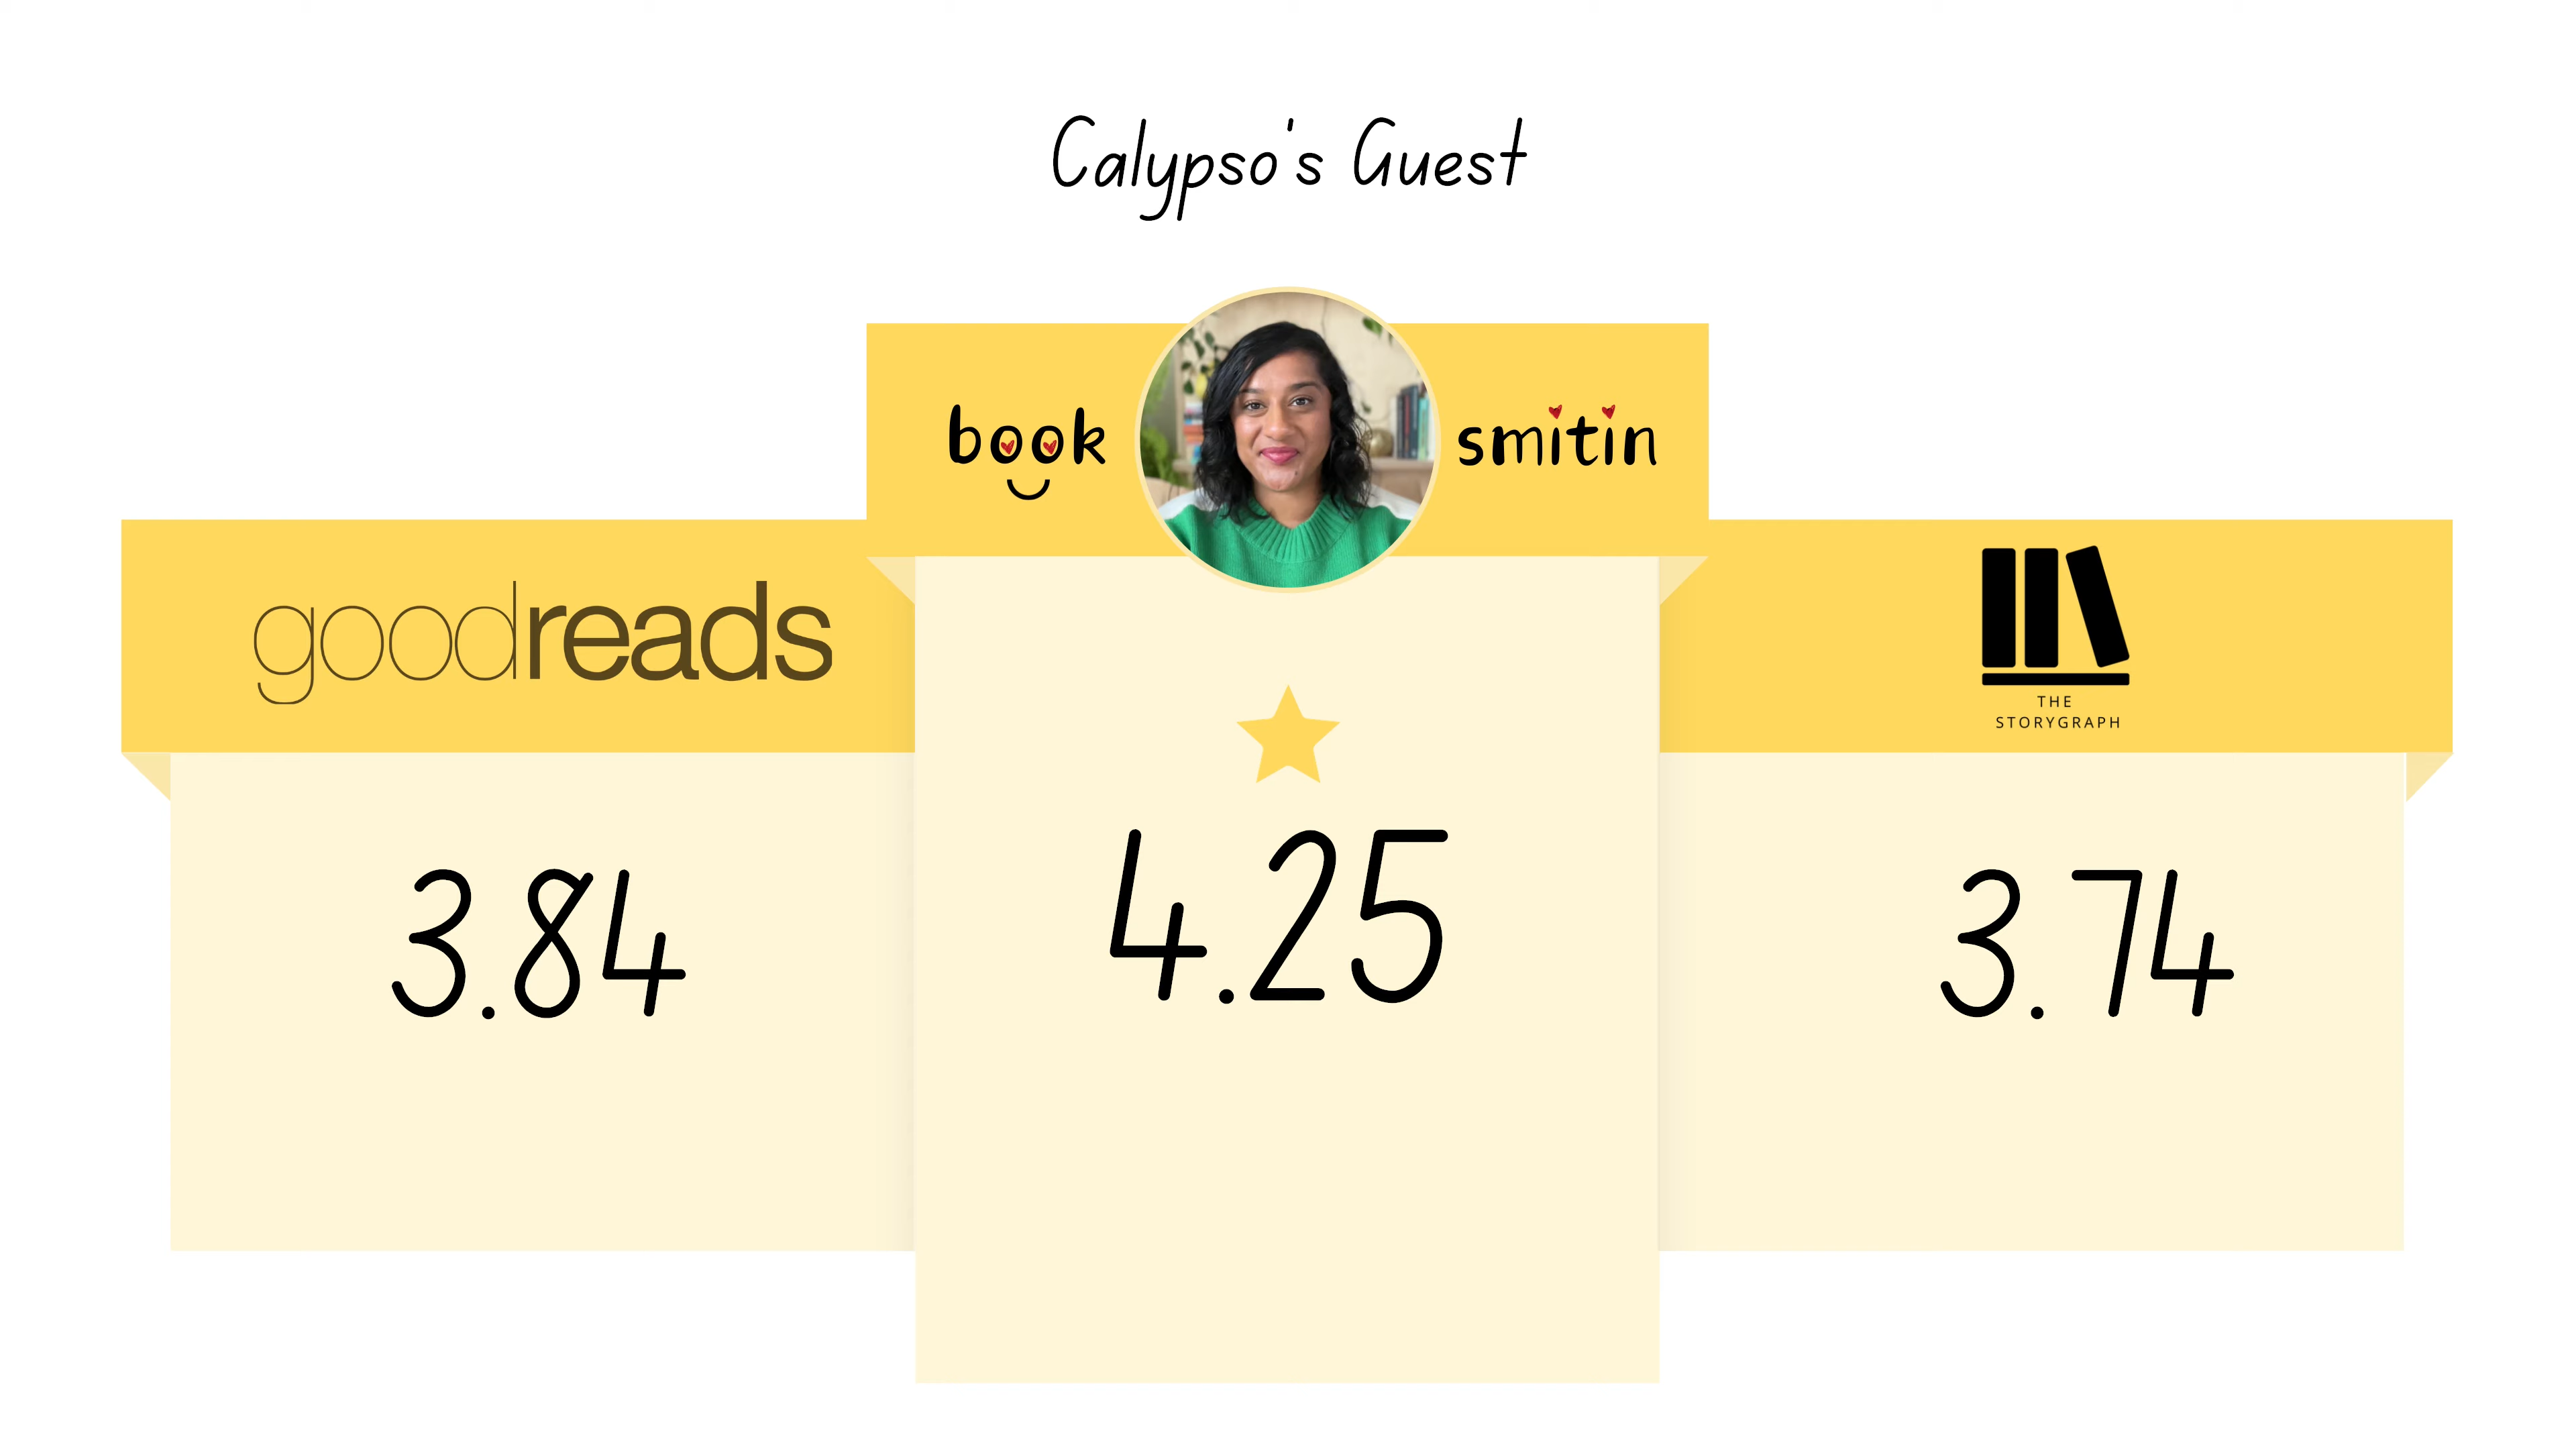 Calypso's Guest
book smitin
goodreads
THE
STORYGRAPH
4.25
3.84
3.74